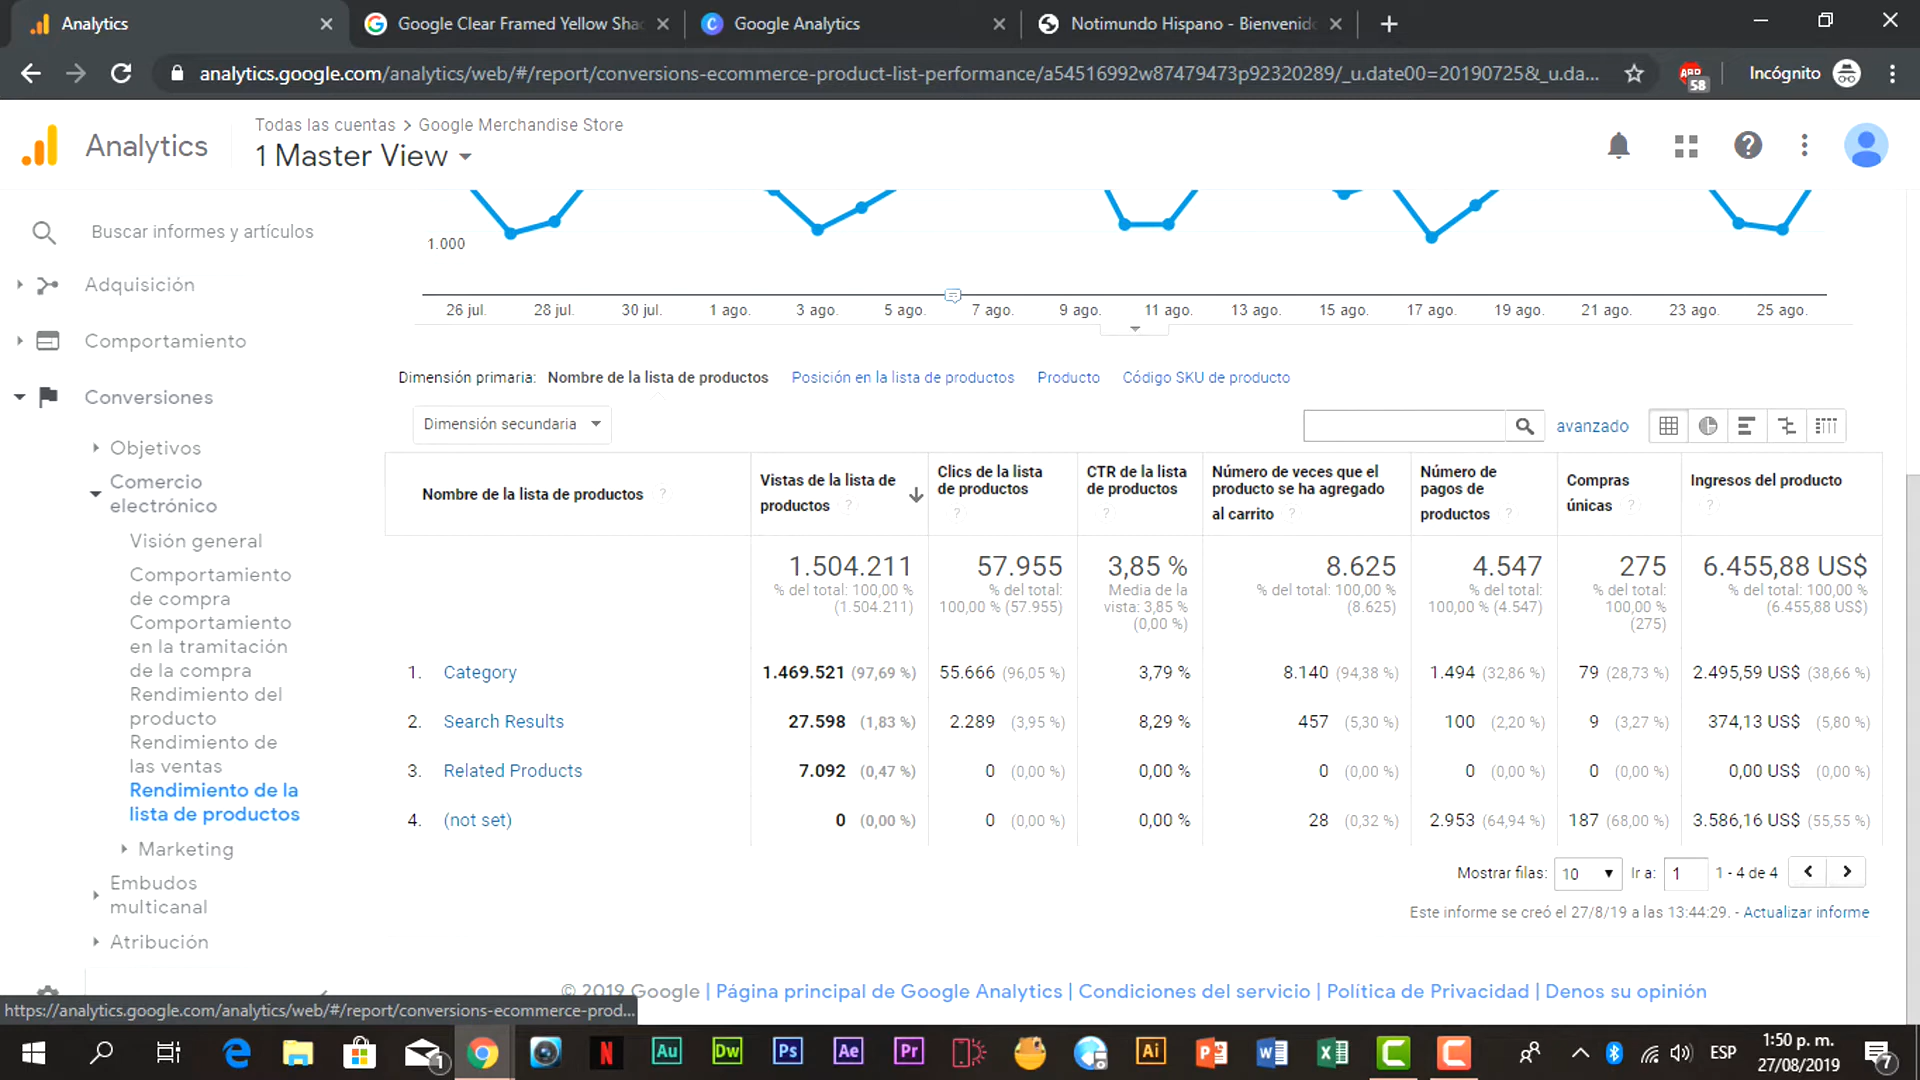 Analytics
Google Clear Framed Yellow Sha
Google Analytics
Notimundo Hispano - Bienvenido
analytics.google.com/analytics/web/#/report/conversions-ecommerce-product-list-performance/a54516992w87479473p92320289/_u.date00=20190725&_u.da...
ABP
58
Incógnito
Analytics
Todas las cuentas > Google Merchandise Store
1 Master View
Buscar informes y artículos
Adquisición
Comportamiento
Conversiones
Objetivos
Comercio
electrónico
Visión general
Comportamiento
de compra
Comportamiento
en la tramitación
de la compra
Rendimiento del
producto
Rendimiento de
las ventas
Rendimiento de la
lista de productos
Marketing
Embudos
multicanal
Atribución
1.000
26 jul. 28 jul. 30 jul. 1 ago. 3 ago. 5 ago. 7 ago. 9 ago. 11 ago. 13 ago. 15 ago. 17 ago. 19 ago. 21 ago. 23 ago. 25 ago.
Dimensión primaria: Nombre de la lista de productos Posición en la lista de productos Producto Código SKU de producto
Dimensión secundaria
avanzado
Nombre de la lista de productos ?
Vistas de la lista de
productos ?
Clics de la lista
de productos
?
CTR de la lista
de productos
?
Número de veces que el
producto se ha agregado
al carrito ?
Número de
pagos de
productos ?
Compras
únicas ?
Ingresos del producto
?
1.504.211
% del total: 100,00 %
(1.504.211)
57.955
% del total:
100,00 % (57.955)
3,85 %
Media de la
vista: 3,85 %
(0,00 %)
8.625
% del total: 100,00 %
(8.625)
4.547
% del total:
100,00 % (4.547)
275
% del total:
100,00 %
(275)
6.455,88 US$
% del total: 100,00 %
(6.455,88 US$)
1. Category 1.469.521 (97,69 %) 55.666 (96,05 %) 3,79 % 8.140 (94,38 %) 1.494 (32,86 %) 79 (28,73 %) 2.495,59 US$ (38,66 %)
2. Search Results 27.598 (1,83 %) 2.289 (3,95 %) 8,29 % 457 (5,30 %) 100 (2,20 %) 9 (3,27 %) 374,13 US$ (5,80 %)
3. Related Products 7.092 (0,47 %) 0 (0,00 %) 0,00 % 0 (0,00 %) 0 (0,00 %) 0 (0,00 %) 0,00 US$ (0,00 %)
4. (not set) 0 (0,00 %) 0 (0,00 %) 0,00 % 28 (0,32 %) 2.953 (64,94 %) 187 (68,00 %) 3.586,16 US$ (55,55 %)
Mostrar filas: 10 Ir a: 1 1 - 4 de 4
Este informe se creó el 27/8/19 a las 13:44:29. - Actualizar informe
© 2019 Google | Página principal de Google Analytics | Condiciones del servicio | Política de Privacidad | Denos su opinión
https://analytics.google.com/analytics/web/#/report/conversions-ecommerce-prod...
1
Au
Dw
Ps
Ae
Pr
Ai
ESP
1:50 p. m.
27/08/2019
7